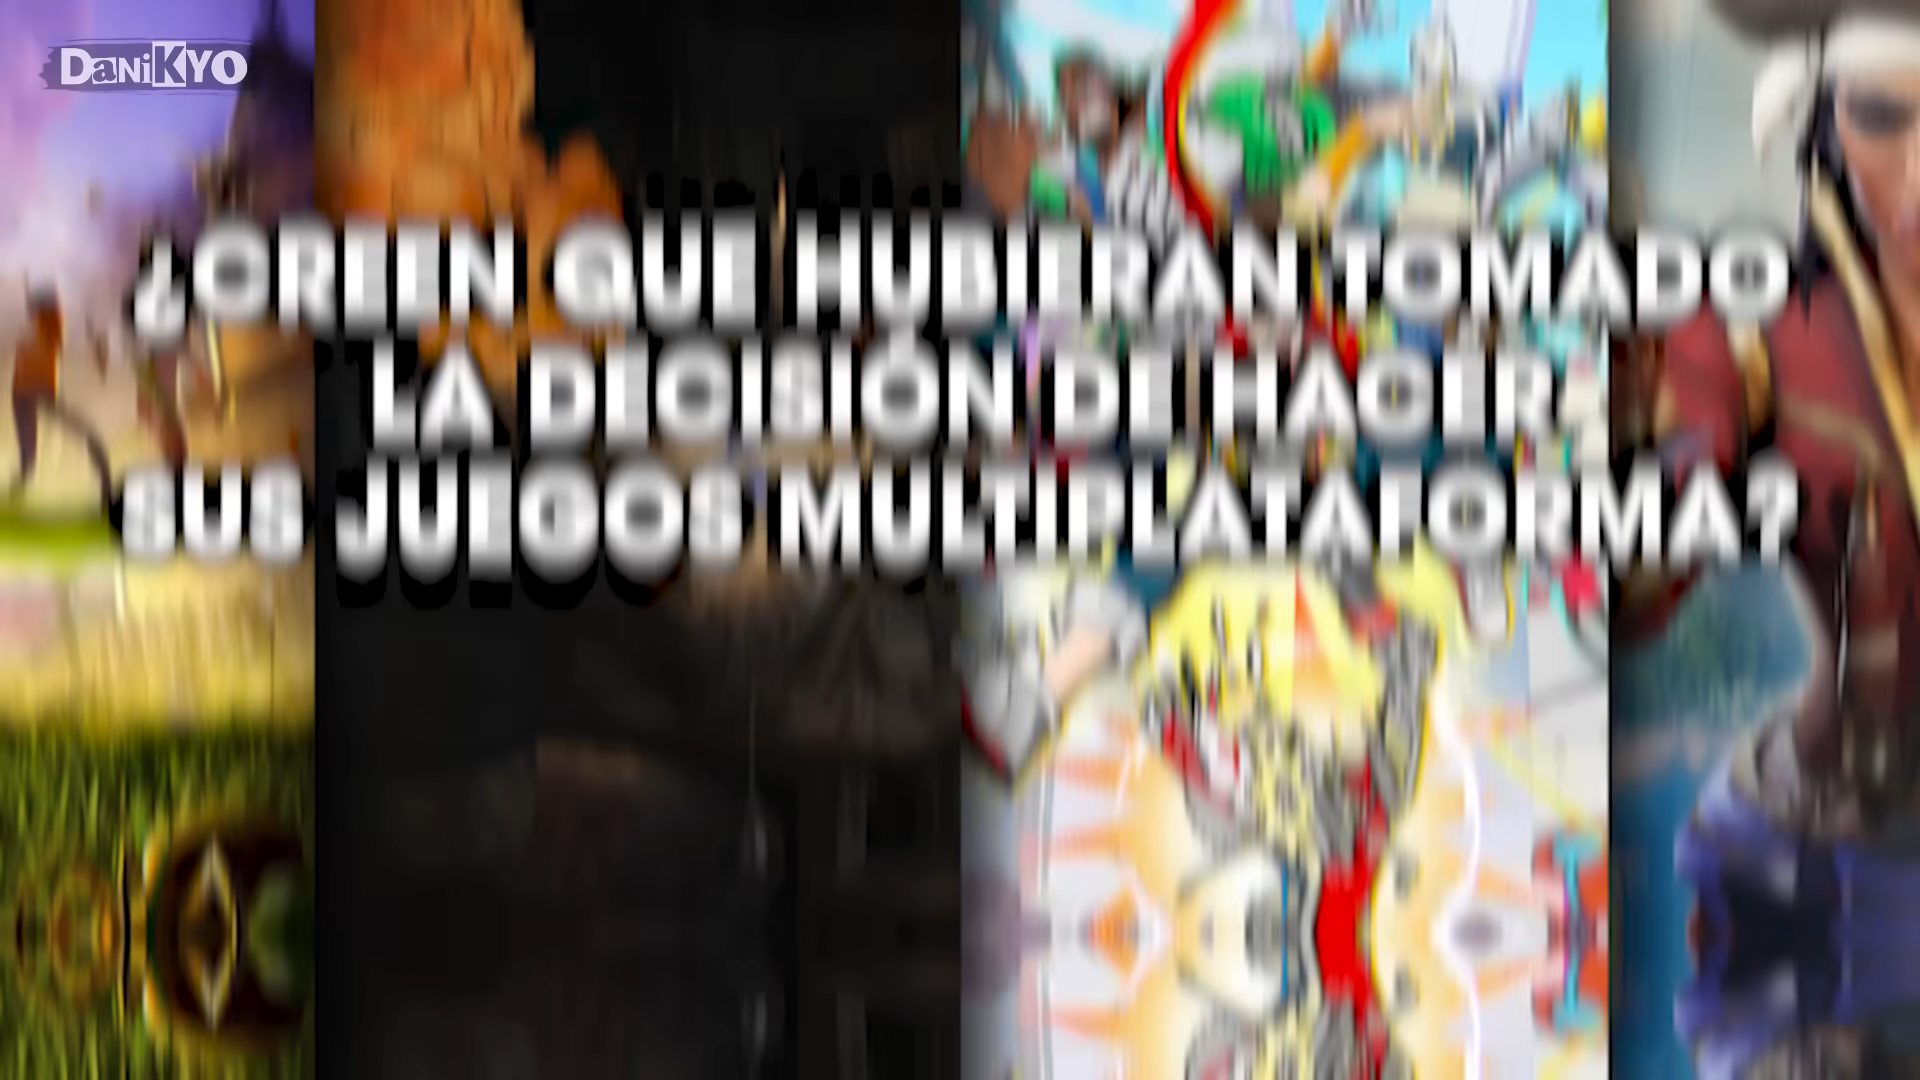 DaniKyo
¿CREEN QUE HUBIERAN TOMADO
LA DECISIÓN DE HACER
SUS JUEGOS MULTIPLATAFORMA?